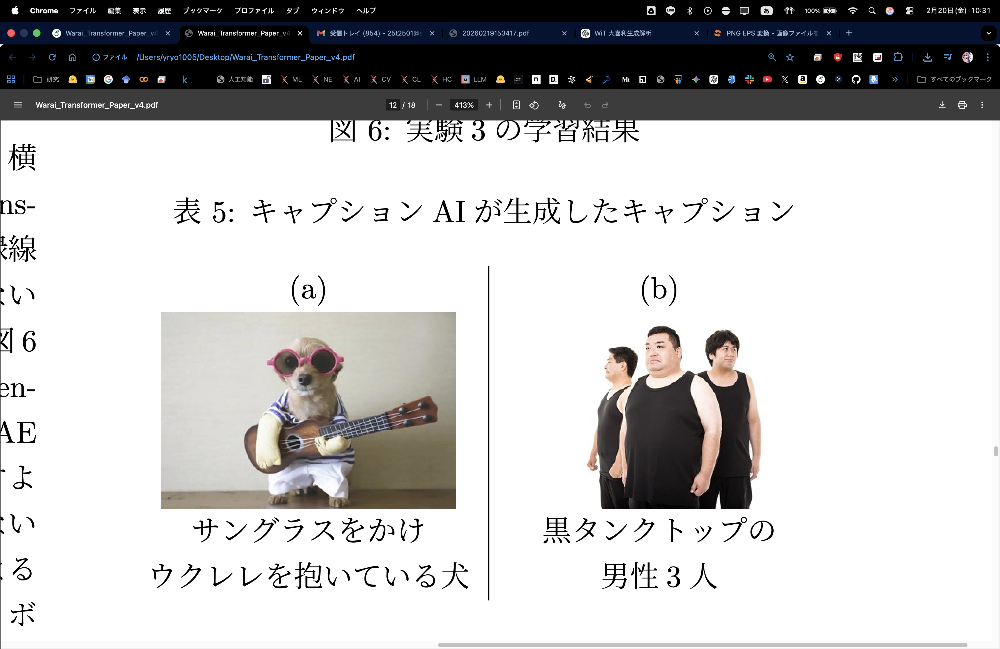 Chrome ファイル 編集 表示 履歴 ブックマーク プロファイル タブ ウィンドウ ヘルプ
LINE あ 100% 2月20日(金) 10:31
Warai_Transformer_Paper_v4
Warai_Transformer_Paper_v4
受信トレイ (854) - 25t2501@s
20260219153417.pdf
WiT 大喜利生成解析
PNG EPS 変換 - 画像ファイルを
ファイル /Users/yryo1005/Desktop/Warai_Transformer_Paper_v4.pdf
研究 16 人工知能 ML NE AI CV CL HC LLM すべてのブックマーク
Warai_Transformer_Paper_v4.pdf
12 / 18
413%
図 6: 実験 3 の学習結果
横
ns-
線
い
図 6
en-
AE
よ
い
る
ボ
表 5: キャプション AI が生成したキャプション
(a)
サングラスをかけ
ウクレレを抱いている犬
(b)
黒タンクトップの
男性 3 人